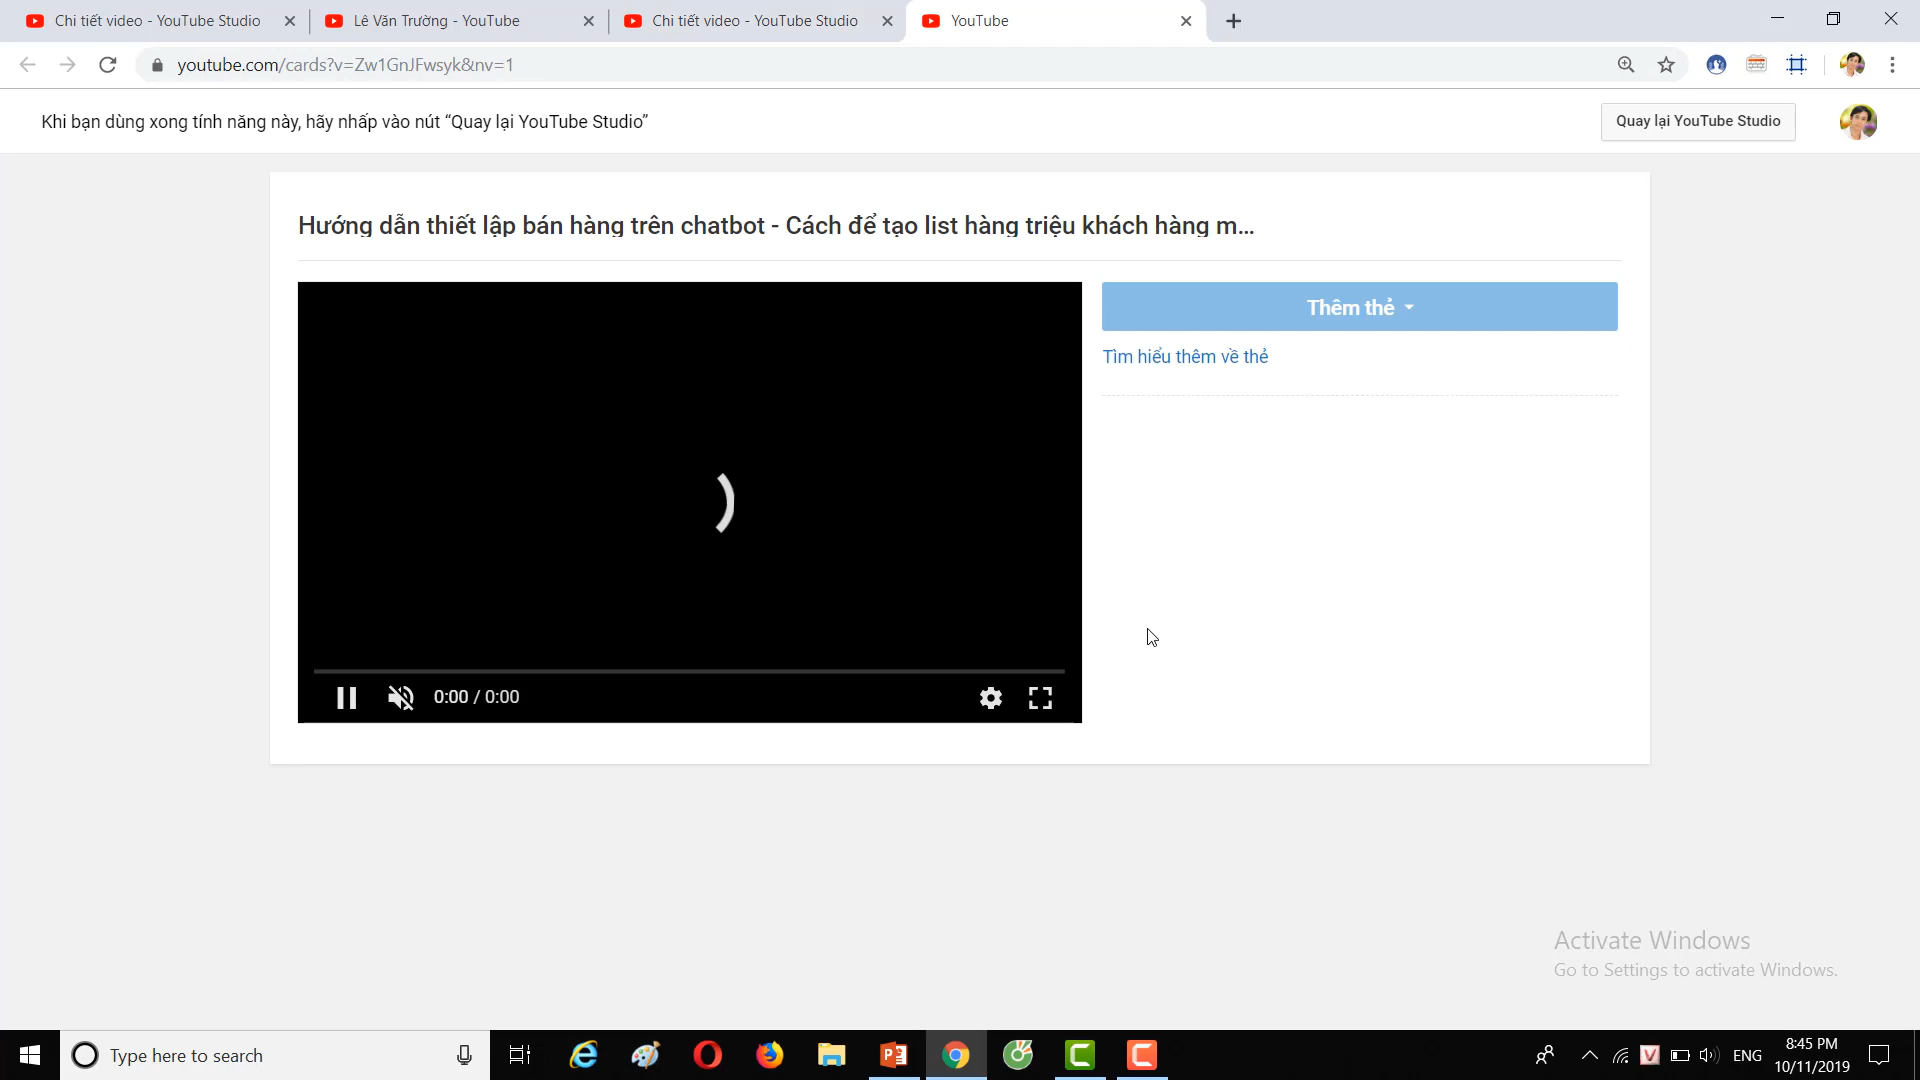 Chi tiết video - YouTube Studio
Lê Văn Trường - YouTube
Chi tiết video - YouTube Studio
YouTube
youtube.com/cards?v=Zw1GnJFwsyk&nv=1
Khi bạn dùng xong tính năng này, hãy nhấp vào nút “Quay lại YouTube Studio”
Quay lại YouTube Studio
Hướng dẫn thiết lập bán hàng trên chatbot - Cách để tạo list hàng triệu khách hàng m...
Thêm thẻ
Tìm hiểu thêm về thẻ
0:00 / 0:00
Activate Windows
Go to Settings to activate Windows.
Type here to search
ENG
8:45 PM
10/11/2019